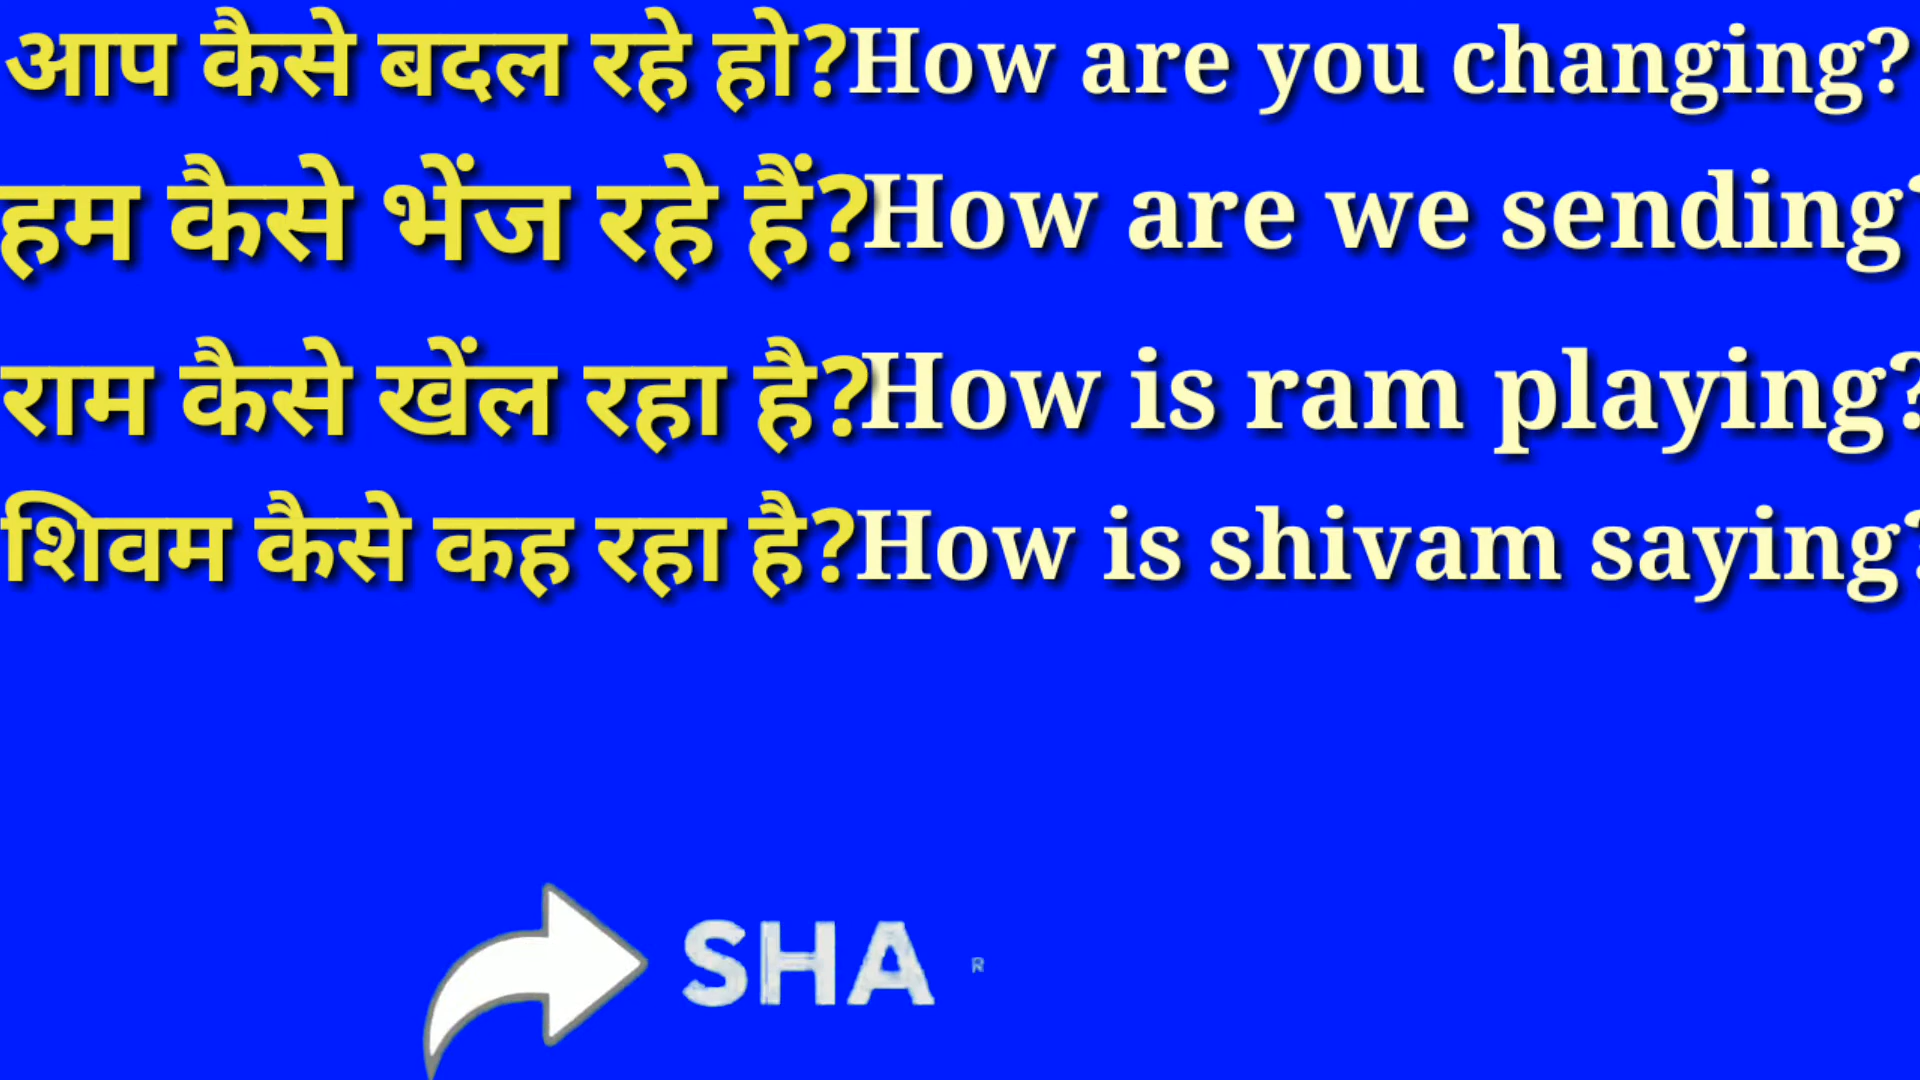 आप कैसे बदल रहे हो?How are you changing?
हम कैसे भेंज रहे हैं?How are we sending?
राम कैसे खेंल रहा है?How is ram playing?
शिवम कैसे कह रहा है?How is shivam saying?
SHA R